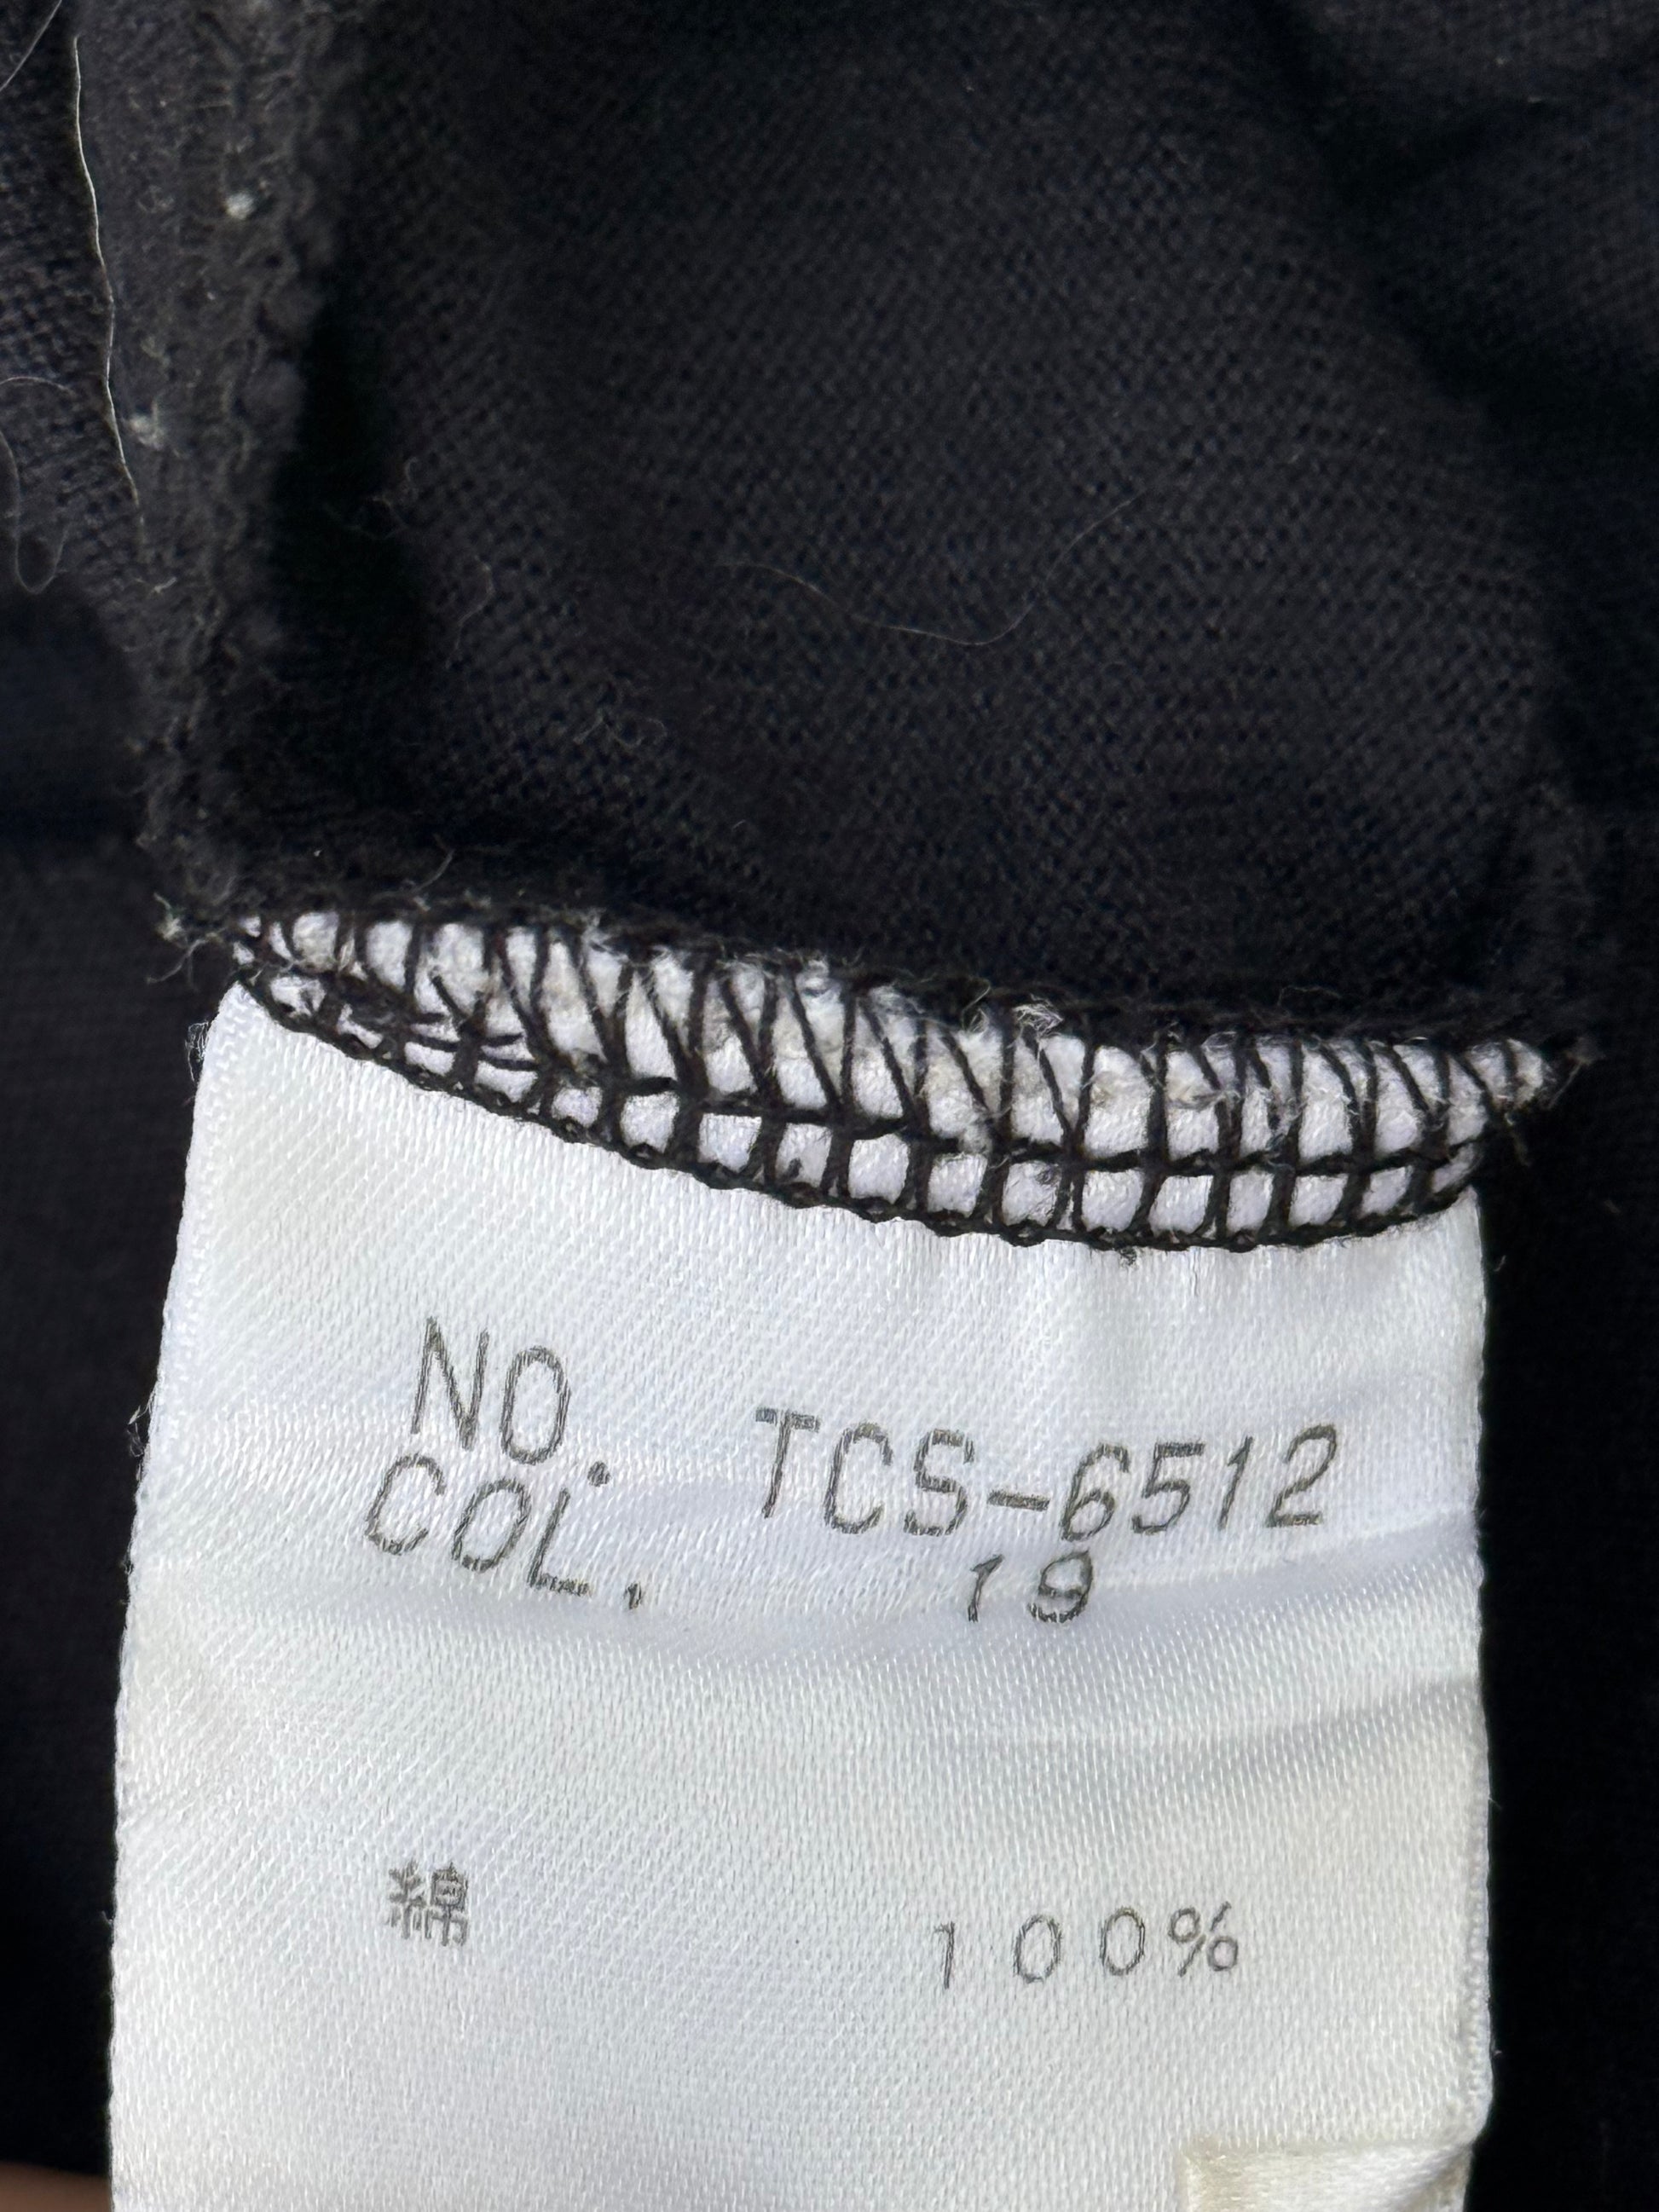 NO. TCS-6512
COL. 19
綿 100%